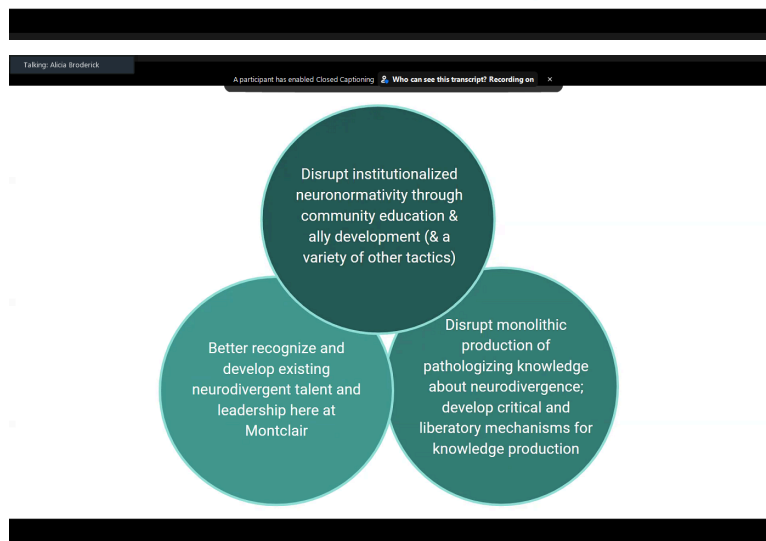 Talking: Alicia Broderick
A participant has enabled Closed Captioning Who can see this transcript? Recording on ×
Disrupt institutionalized
neuronormativity through
community education &
ally development (& a
variety of other tactics)
Better recognize and
develop existing
neurodivergent talent and
leadership here at
Montclair
Disrupt monolithic
production of
pathologizing knowledge
about neurodivergence;
develop critical and
liberatory mechanisms for
knowledge production